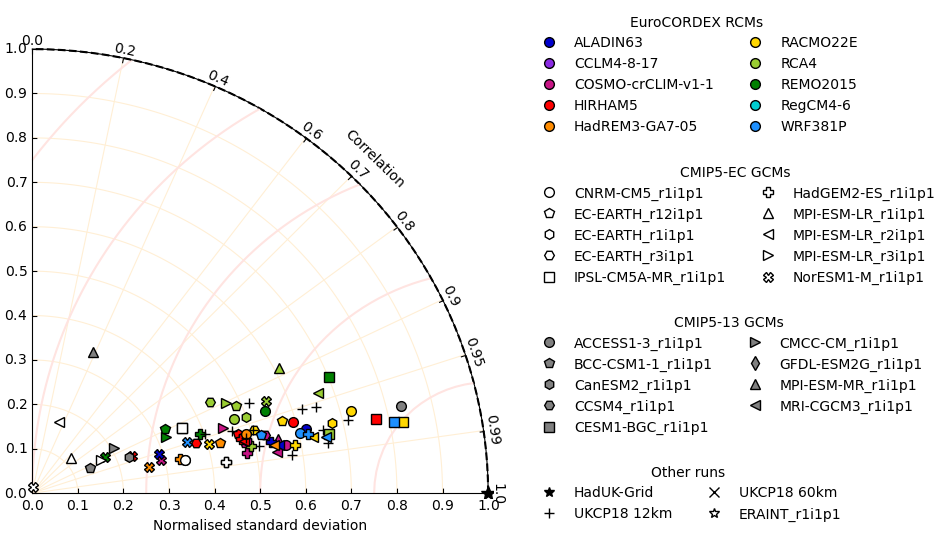 0.0
0.2
0.4
0.6
Correlation
0.7
0.8
0.9
0.95
0.99
1.0
1.0
0.9
0.8
0.7
0.6
0.5
0.4
0.3
0.2
0.1
0.0
0.0 0.1 0.2 0.3 0.4 0.5 0.6 0.7 0.8 0.9 1.0
Normalised standard deviation
EuroCORDEX RCMs
ALADIN63 RACMO22E
CCLM4-8-17 RCA4
COSMO-crCLIM-v1-1 REMO2015
HIRHAM5 RegCM4-6
HadREM3-GA7-05 WRF381P
CMIP5-EC GCMs
CNRM-CM5_r1i1p1 HadGEM2-ES_r1i1p1
EC-EARTH_r12i1p1 MPI-ESM-LR_r1i1p1
EC-EARTH_r1i1p1 MPI-ESM-LR_r2i1p1
EC-EARTH_r3i1p1 MPI-ESM-LR_r3i1p1
IPSL-CM5A-MR_r1i1p1 NorESM1-M_r1i1p1
CMIP5-13 GCMs
ACCESS1-3_r1i1p1 CMCC-CM_r1i1p1
BCC-CSM1-1_r1i1p1 GFDL-ESM2G_r1i1p1
CanESM2_r1i1p1 MPI-ESM-MR_r1i1p1
CCSM4_r1i1p1 MRI-CGCM3_r1i1p1
CESM1-BGC_r1i1p1
Other runs
HadUK-Grid UKCP18 60km
UKCP18 12km ERAINT_r1i1p1